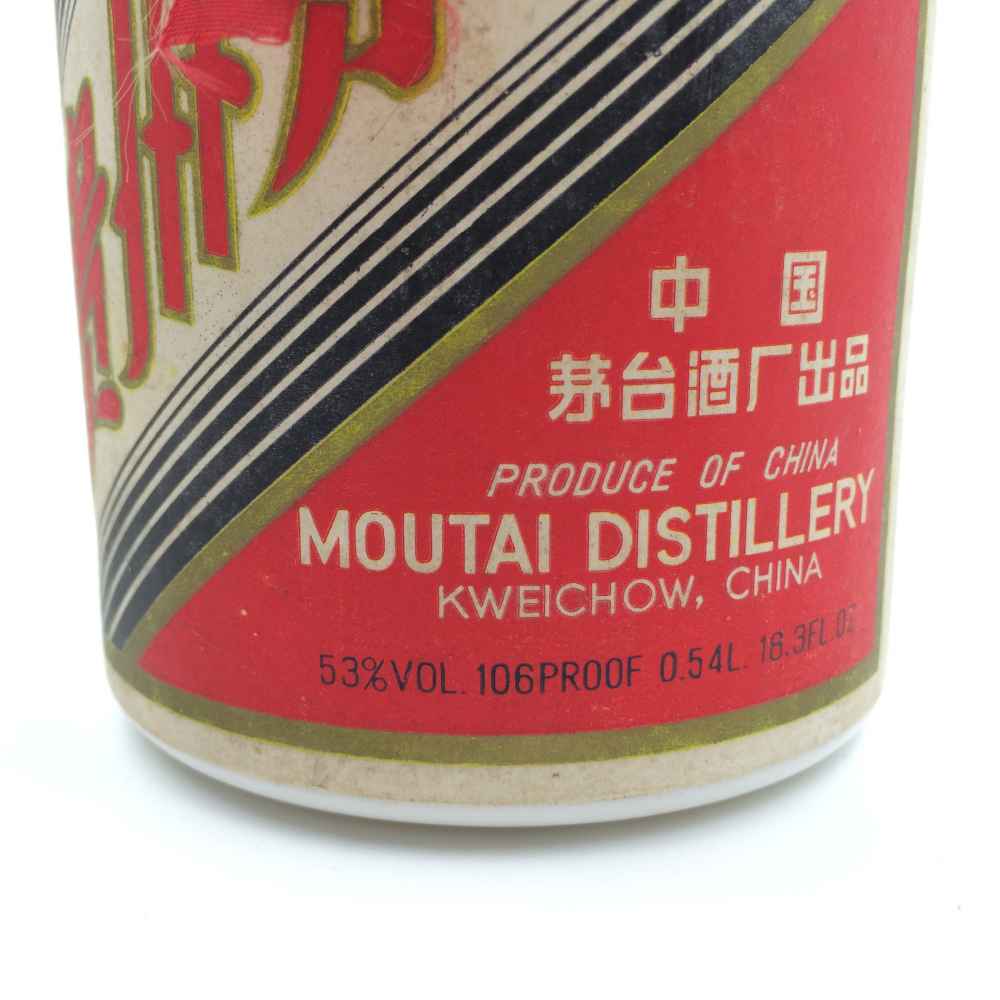 中国
茅台酒厂出品
PRODUCE OF CHINA
MOUTAI DISTILLERY
KWEICHOW, CHINA
53%VOL. 106PROOF 0.54L. 18.3FL.OZ